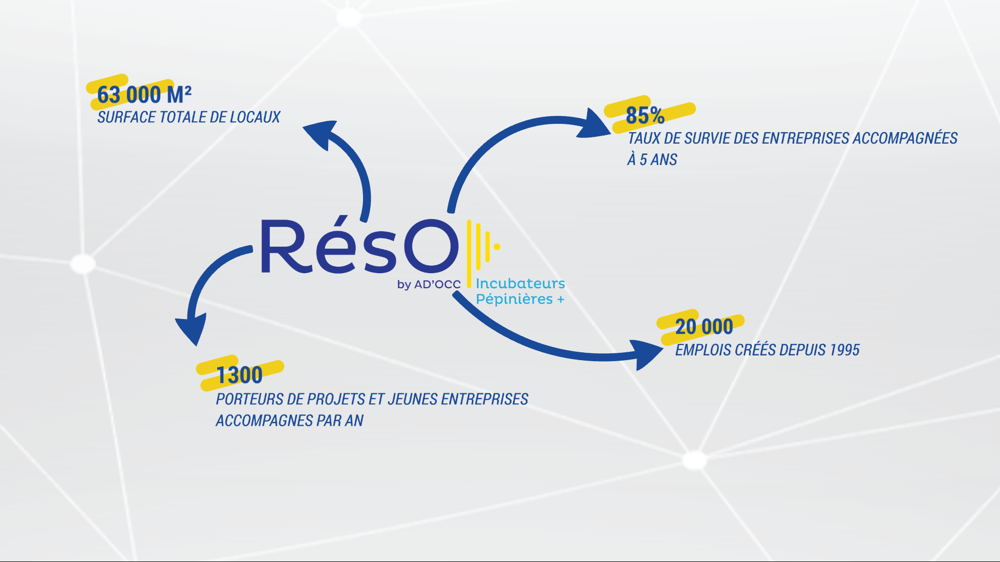 63 000 M²
SURFACE TOTALE DE LOCAUX
85%
TAUX DE SURVIE DES ENTREPRISES ACCOMPAGNÉES
À 5 ANS
RésO
by AD'OCC
Incubateurs
Pépinières +
20 000
EMPLOIS CRÉÉS DEPUIS 1995
1300
PORTEURS DE PROJETS ET JEUNES ENTREPRISES
ACCOMPAGNES PAR AN